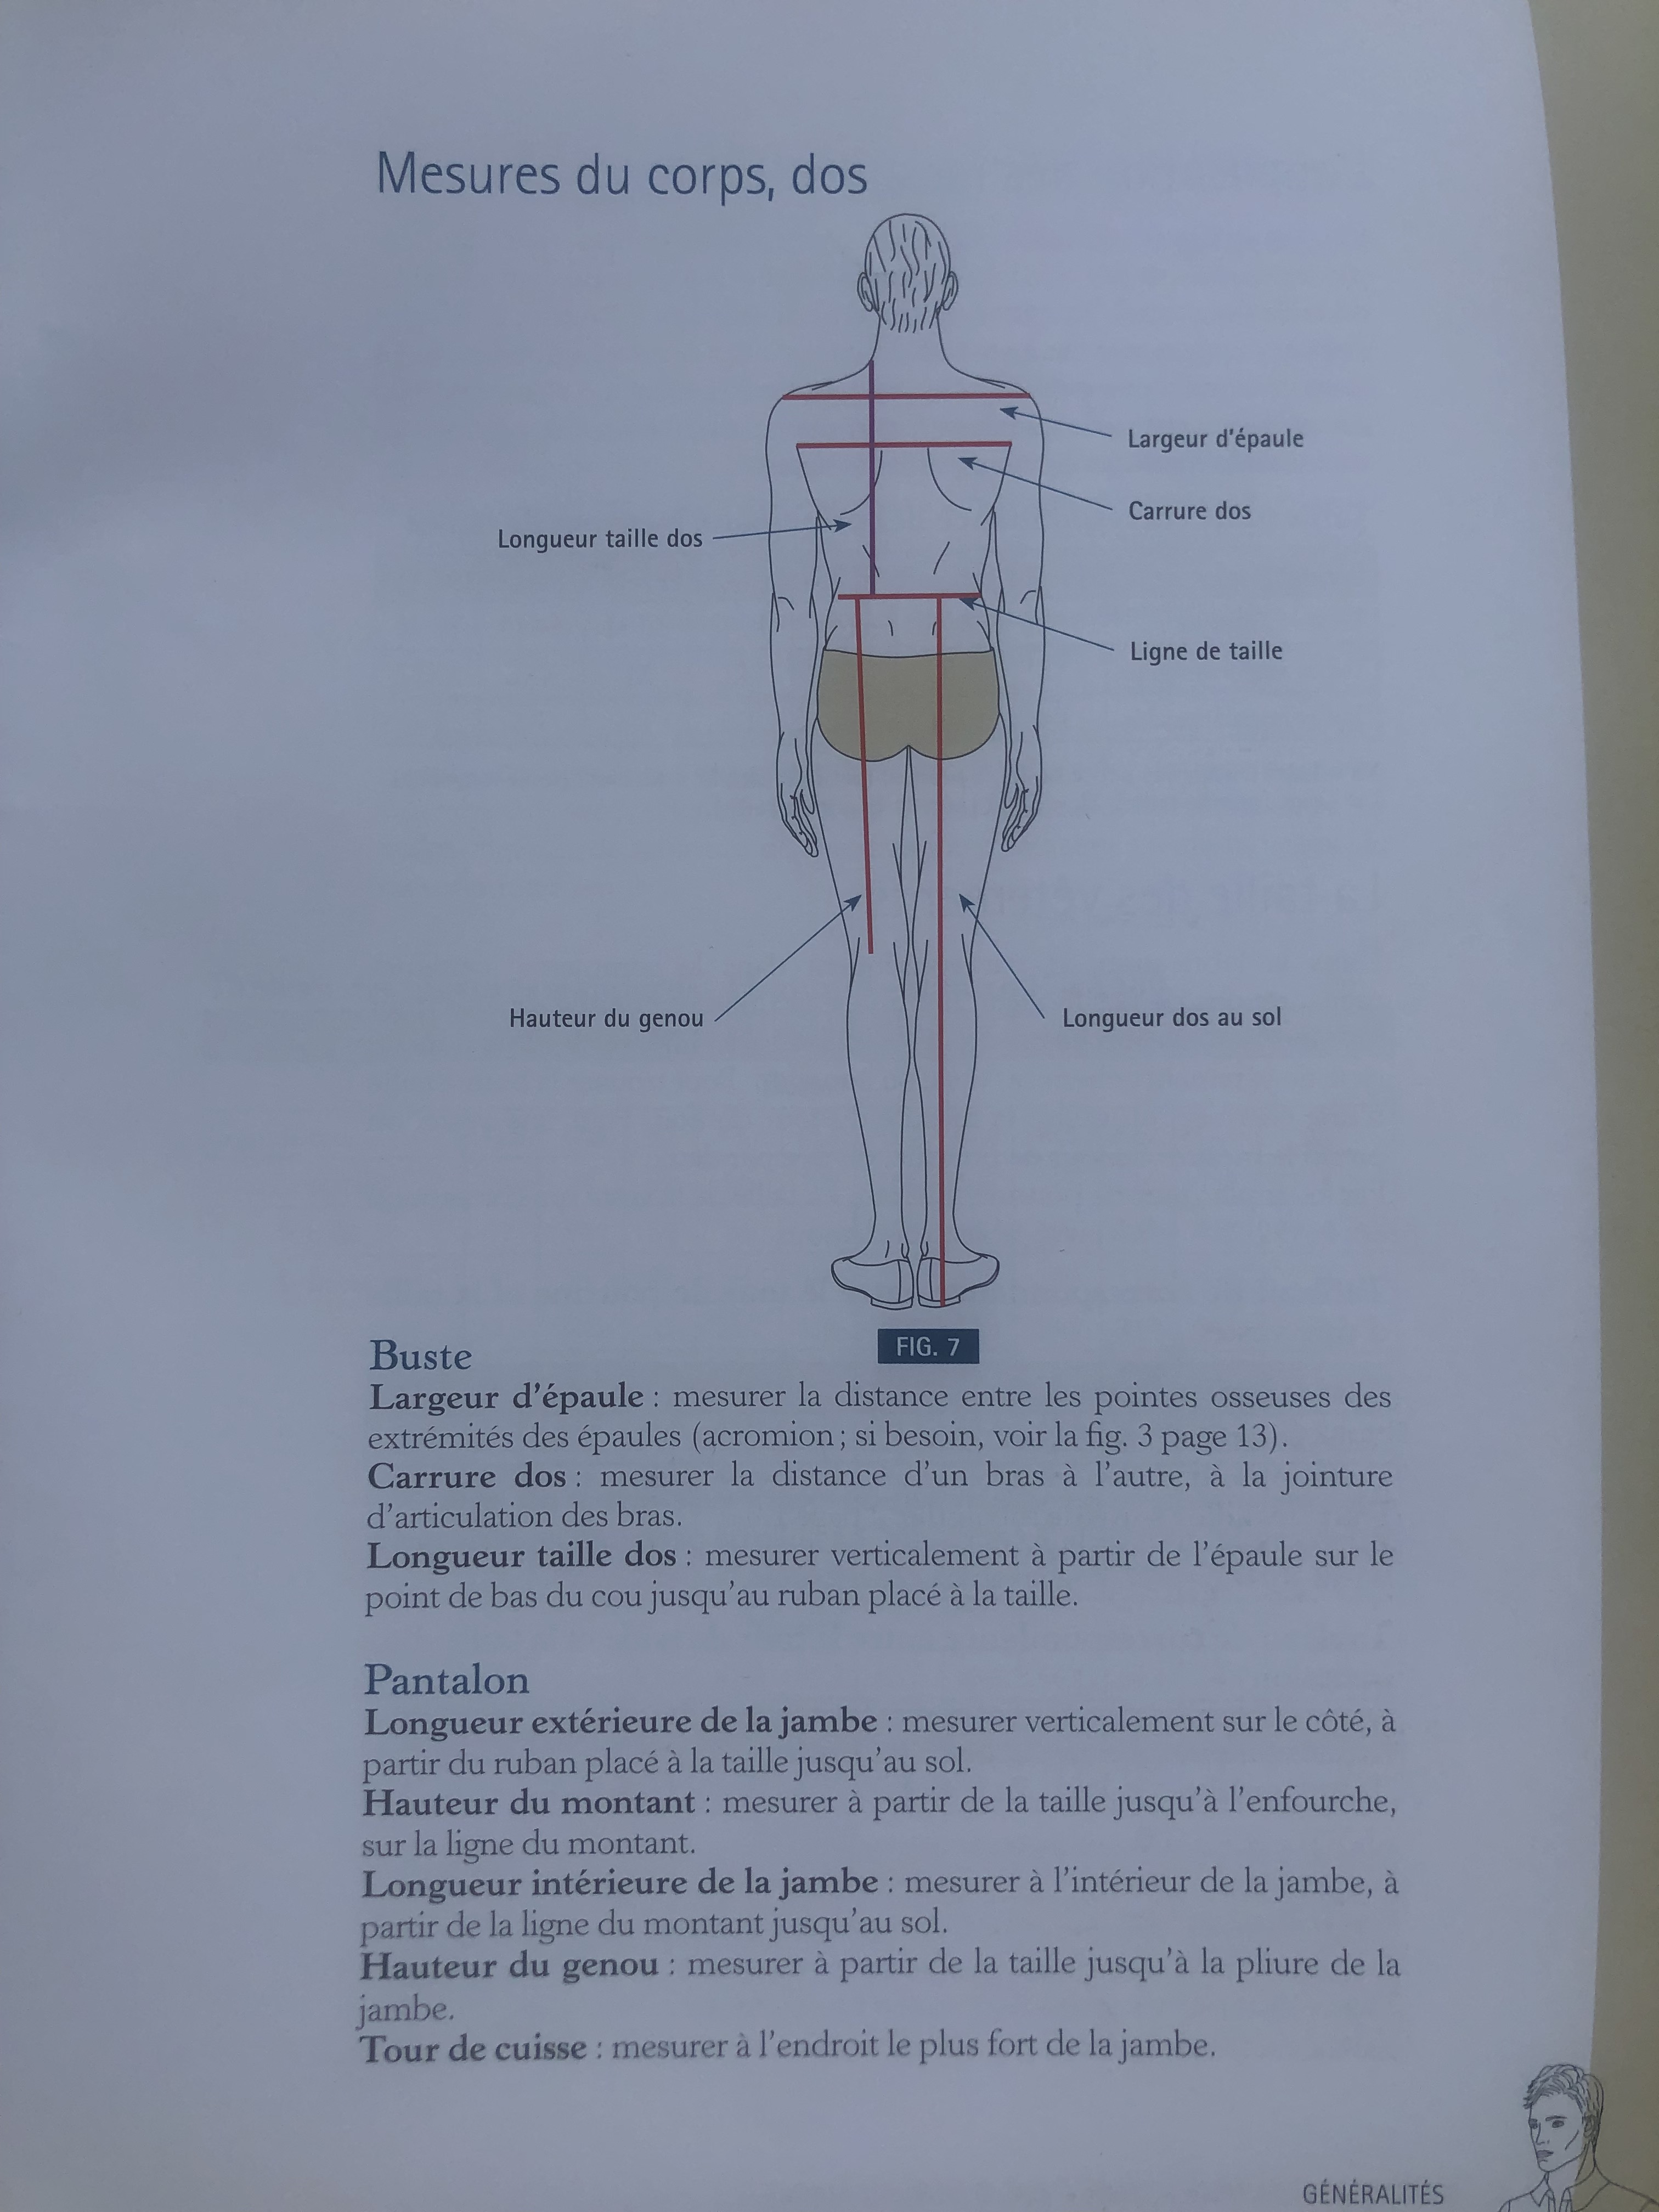 Mesures du corps, dos
Largeur d'épaule
Carrure dos
Longueur taille dos
Ligne de taille
Hauteur du genou
Longueur dos au sol
FIG. 7
Buste
Largeur d'épaule : mesurer la distance entre les pointes osseuses des
extrémités des épaules (acromion ; si besoin, voir la fig. 3 page 13).
Carrure dos : mesurer la distance d'un bras à l'autre, à la jointure
d'articulation des bras.
Longueur taille dos : mesurer verticalement à partir de l'épaule sur le
point de bas du cou jusqu'au ruban placé à la taille.
Pantalon
Longueur extérieure de la jambe : mesurer verticalement sur le côté, à
partir du ruban placé à la taille jusqu'au sol.
Hauteur du montant : mesurer à partir de la taille jusqu'à l'enfourche,
sur la ligne du montant.
Longueur intérieure de la jambe : mesurer à l'intérieur de la jambe, à
partir de la ligne du montant jusqu'au sol.
Hauteur du genou : mesurer à partir de la taille jusqu'à la pliure de la
jambe.
Tour de cuisse : mesurer à l'endroit le plus fort de la jambe.
GÉNÉRALITÉS